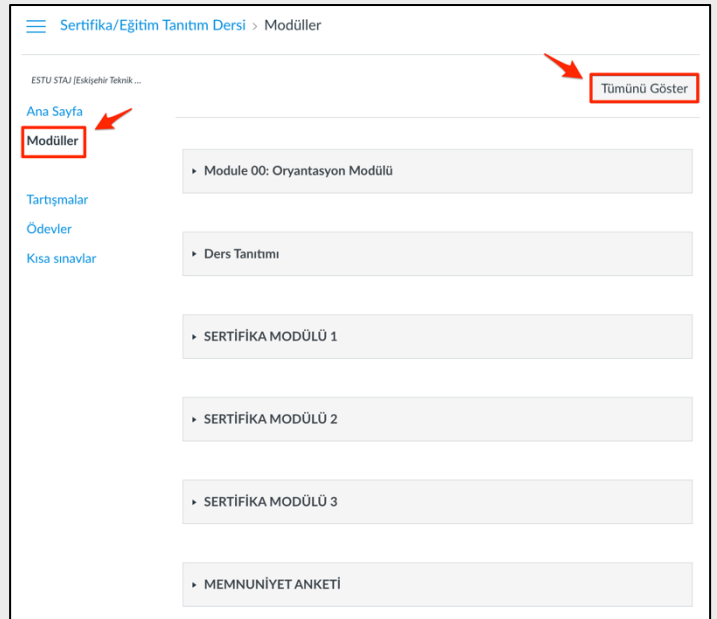 Sertifika/Eğitim Tanıtım Dersi > Modüller
ESTU STAJ [Eskişehir Teknik ...
Tümünü Göster
Ana Sayfa
Modüller
Tartışmalar
Ödevler
Kısa sınavlar
Module 00: Oryantasyon Modülü
Ders Tanıtımı
SERTİFİKA MODÜLÜ 1
SERTİFİKA MODÜLÜ 2
SERTİFİKA MODÜLÜ 3
MEMNUNİYET ANKETİ